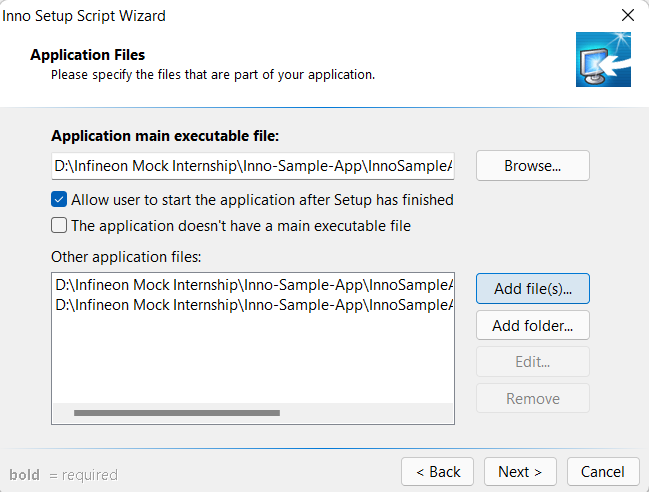 Inno Setup Script Wizard
Application Files
Please specify the files that are part of your application.
Application main executable file:
D:\Infineon Mock Internship\Inno-Sample-App\InnoSampleA
Browse...
Allow user to start the application after Setup has finished
The application doesn't have a main executable file
Other application files:
D:\Infineon Mock Internship\Inno-Sample-App\InnoSampleA
D:\Infineon Mock Internship\Inno-Sample-App\InnoSampleA
Add file(s)...
Add folder...
Edit...
Remove
bold = required
< Back
Next >
Cancel